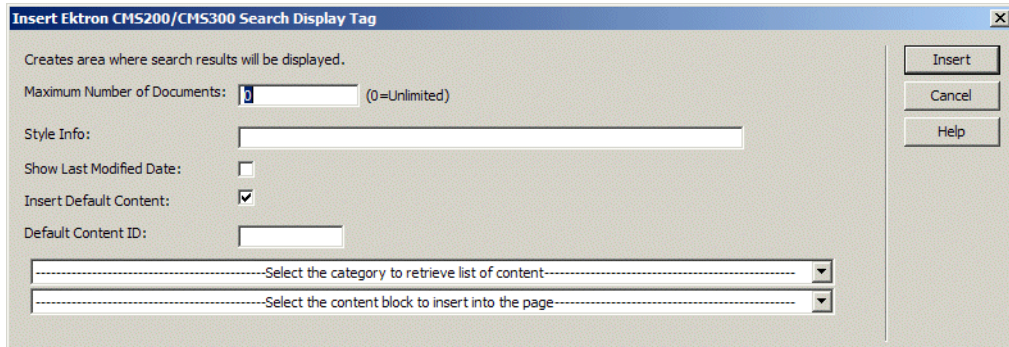 Insert Ektron CMS200/CMS300 Search Display Tag
Creates area where search results will be displayed.
Insert
Maximum Number of Documents: 0 (0=Unlimited)
Cancel
Style Info:
Help
Show Last Modified Date:
Insert Default Content:
Default Content ID:
---------------------------------------------Select the category to retrieve list of content-------------------------------------------------
---------------------------------------------Select the content block to insert into the page-----------------------------------------------